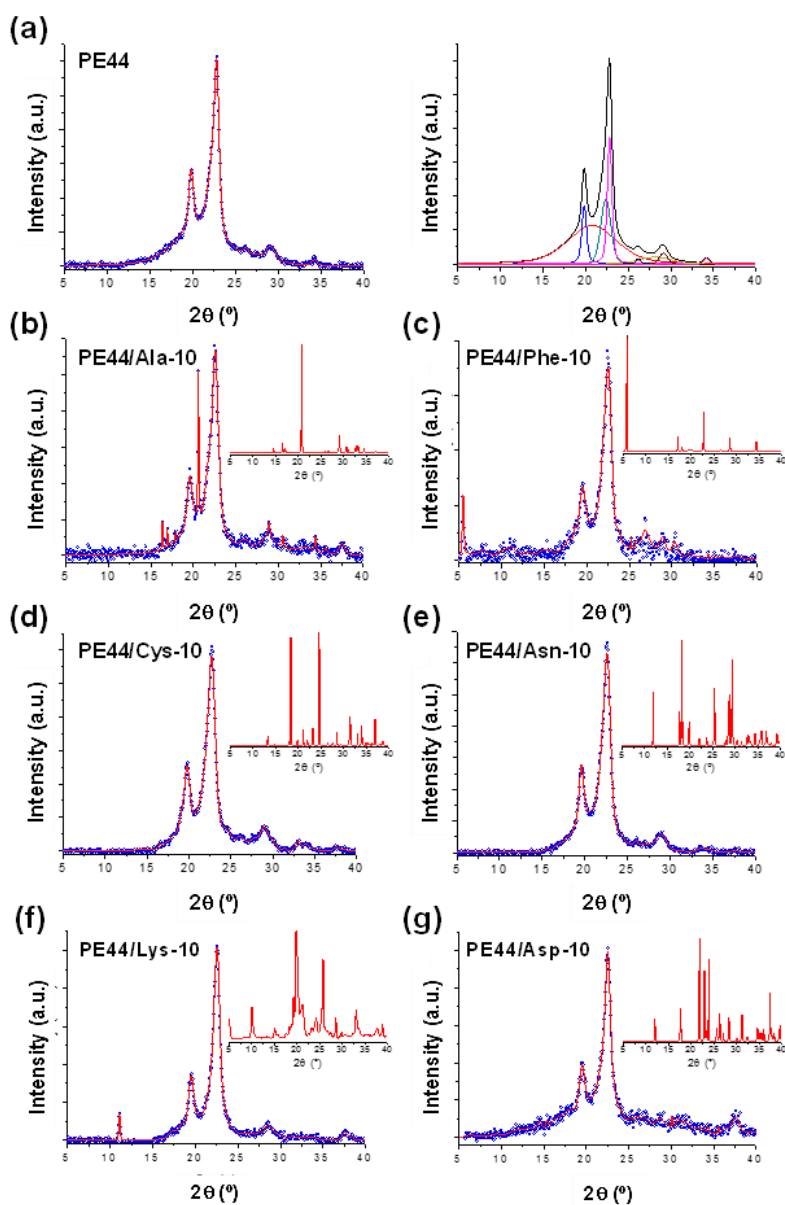 (a)
PE44
Intensity (a.u.)
5 10 15 20 25 30 35 40
2θ (º)
Intensity (a.u.)
5 10 15 20 25 30 35 40
2θ (º)
(b)
PE44/Ala-10
Intensity (a.u.)
5 10 15 20 25 30 35 40
2θ (°)
5 10 15 20 25 30 35 40
2θ (º)
(c)
PE44/Phe-10
Intensity (a.u.)
5 10 15 20 25 30 35 40
2θ (°)
5 10 15 20 25 30 35 40
2θ (º)
(d)
PE44/Cys-10
Intensity (a.u.)
5 10 15 20 25 30 35 40
2θ (°)
5 10 15 20 25 30 35 40
2θ (º)
(e)
PE44/Asn-10
Intensity (a.u.)
5 10 15 20 25 30 35 40
2θ (°)
5 10 15 20 25 30 35 40
2θ (º)
(f)
PE44/Lys-10
Intensity (a.u.)
5 10 15 20 25 30 35 40
2θ (°)
5 10 15 20 25 30 35 40
2θ (º)
(g)
PE44/Asp-10
Intensity (a.u.)
5 10 15 20 25 30 35 40
2θ (°)
5 10 15 20 25 30 35 40
2θ (º)